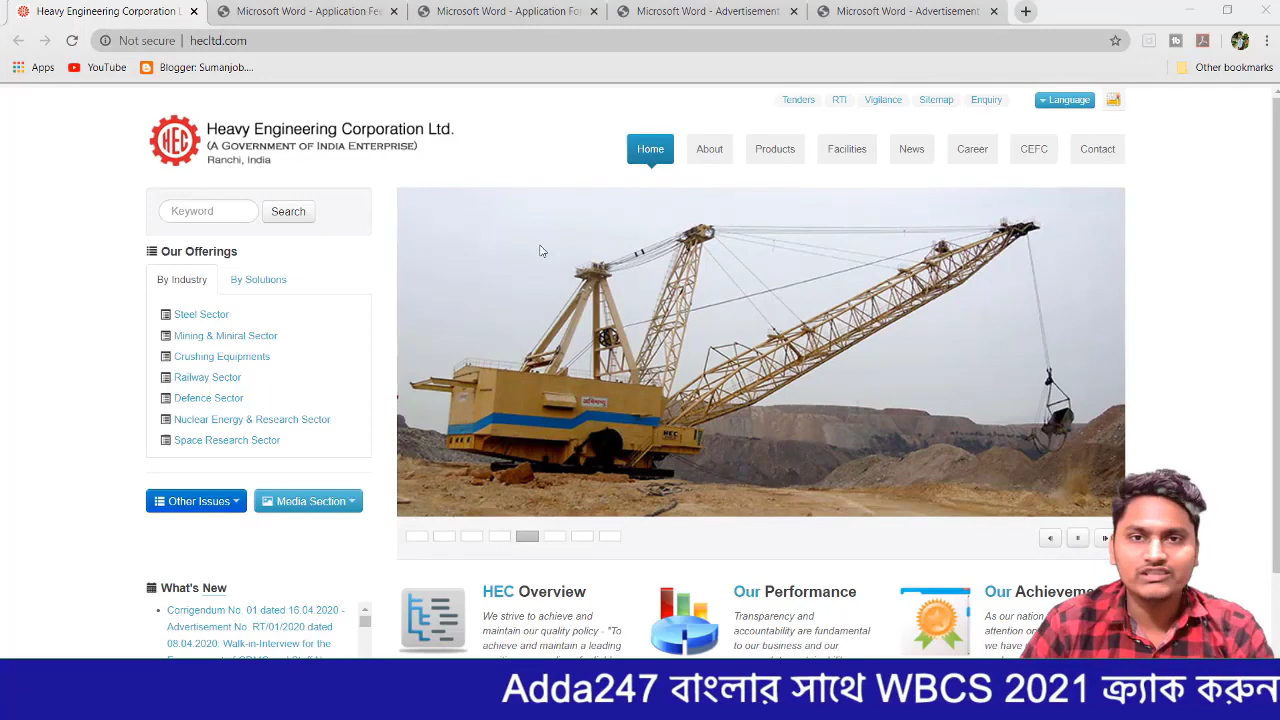 Heavy Engineering Corporation L
Microsoft Word - Application Fee
Microsoft Word - Application Fo
Microsoft Word - Advertisement
Microsoft Word - Advertisement
Not secure | hecltd.com
Apps
YouTube
Blogger: Sumanjob....
Other bookmarks
Tenders
RTI
Vigilance
Sitemap
Enquiry
Language
HEC
Heavy Engineering Corporation Ltd.
(A Government of India Enterprise)
Ranchi, India
Home
About
Products
Facilities
News
Career
CEFC
Contact
Keyword
Search
Our Offerings
By Industry
By Solutions
Steel Sector
Mining & Miniral Sector
Crushing Equipments
Railway Sector
Defence Sector
Nuclear Energy & Research Sector
Space Research Sector
HEC
Other Issues
Media Section
What's New
Corrigendum No. 01 dated 16.04.2020 -
Advertisement No. RT/01/2020 dated
08.04.2020: Walk-in-Interview for the
HEC Overview
We strive to achieve and
maintain our quality policy - "To
achieve and maintain a leading
Our Performance
Transparency and
accountability are fundamental
to our business and our
Our Achieveme
As our nation
attention on
we have
Adda247 বাংলার সাথে WBCS 2021 ক্র্যাক করুন